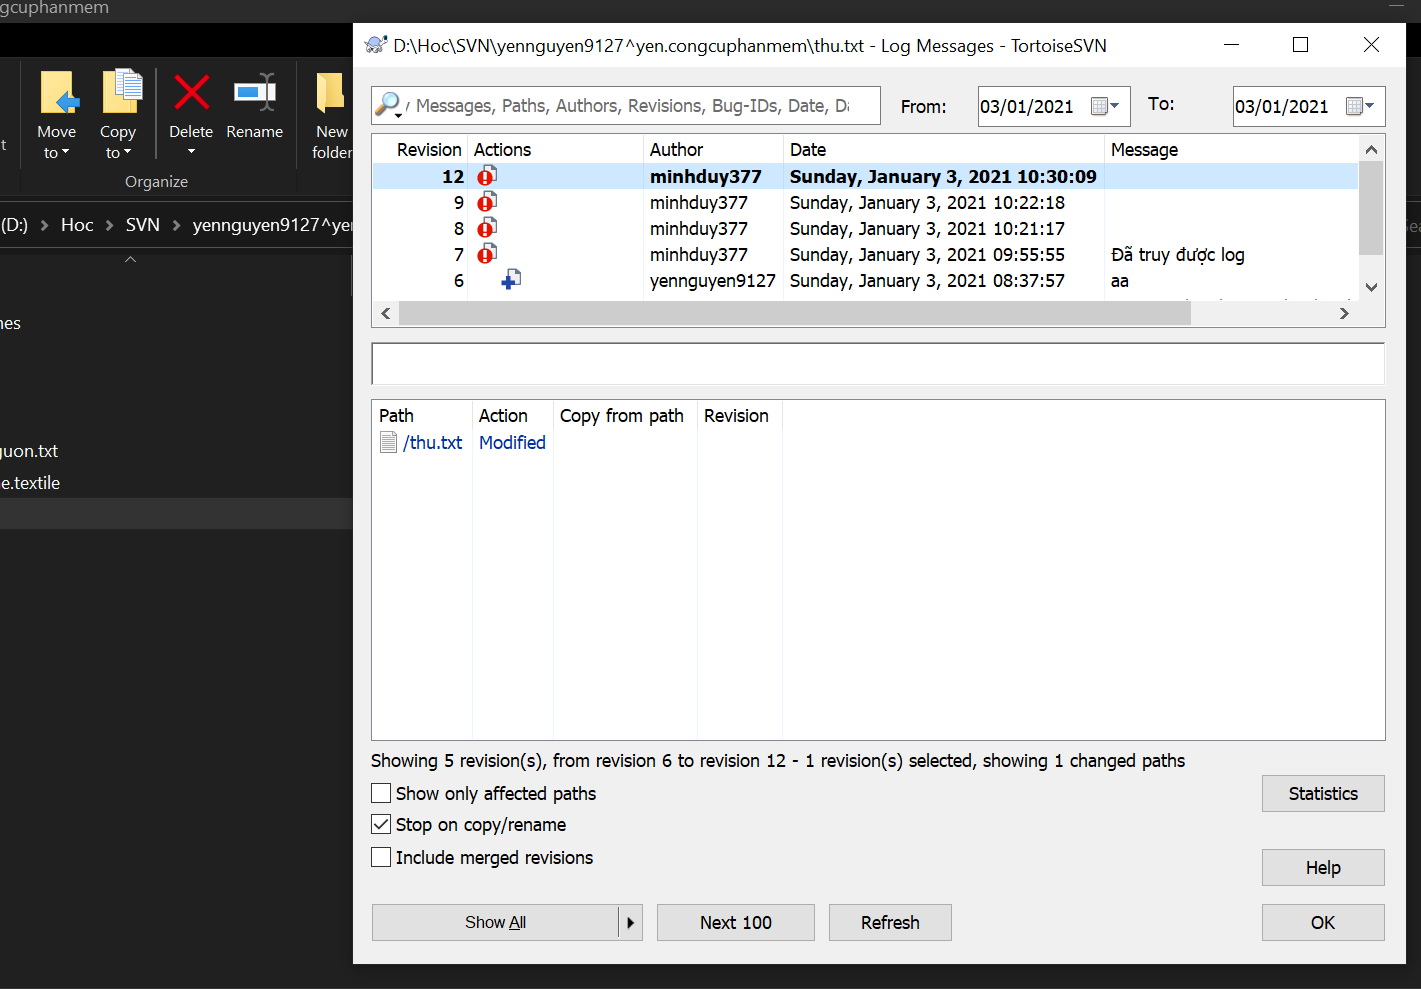 gcuphanmem
D:\Hoc\SVN\yennguyen9127^yen.congcuphanmem\thu.txt - Log Messages - TortoiseSVN
Messages, Paths, Authors, Revisions, Bug-IDs, Date, Da
From: 03/01/2021 To: 03/01/2021
Move to
Copy to
Delete
Rename
New folder
Organize
(D:) > Hoc > SVN > yennguyen9127^ye
nes
guon.txt
e.textile
Revision Actions Author Date Message
12 minhduy377 Sunday, January 3, 2021 10:30:09
9 minhduy377 Sunday, January 3, 2021 10:22:18
8 minhduy377 Sunday, January 3, 2021 10:21:17
7 minhduy377 Sunday, January 3, 2021 09:55:55 Đã truy được log
6 yennguyen9127 Sunday, January 3, 2021 08:37:57 aa
Path Action Copy from path Revision
/thu.txt Modified
Showing 5 revision(s), from revision 6 to revision 12 - 1 revision(s) selected, showing 1 changed paths
Show only affected paths
Stop on copy/rename
Include merged revisions
Statistics
Help
Show All
Next 100
Refresh
OK